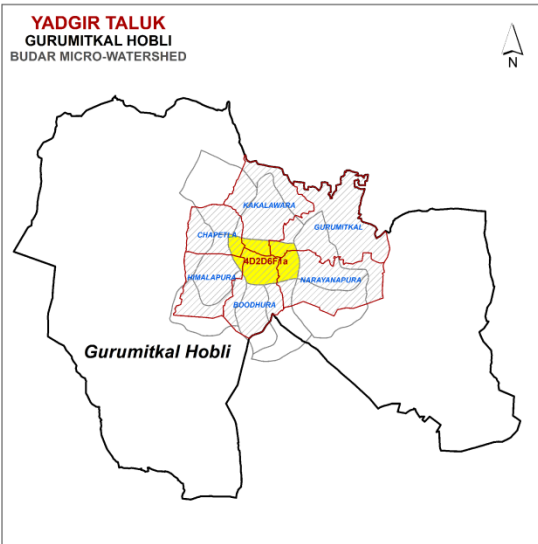 YADGIR TALUK
GURUMITKAL HOBLI
BUDAR MICRO-WATERSHED
N
KAKALAWARA
GURUMITKAL
CHAPETLA
4D2D6F1a
HIMALAPURA
NARAYANAPURA
BOODHURA
Gurumitkal Hobli